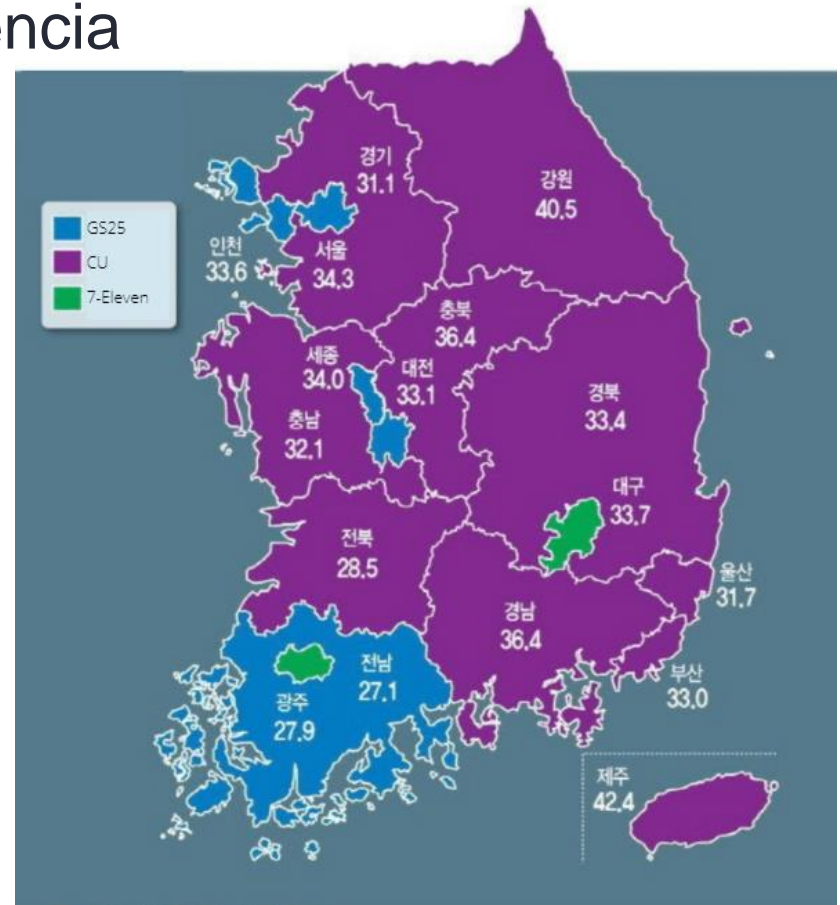 encia
GS25
CU
7-Eleven
경기
31.1
강원
40.5
인천
33.6
서울
34.3
충북
36.4
세종
34.0
대전
33.1
충남
32.1
경북
33.4
대구
33.7
전북
28.5
울산
31.7
경남
36.4
전남
27.1
부산
33.0
광주
27.9
제주
42.4